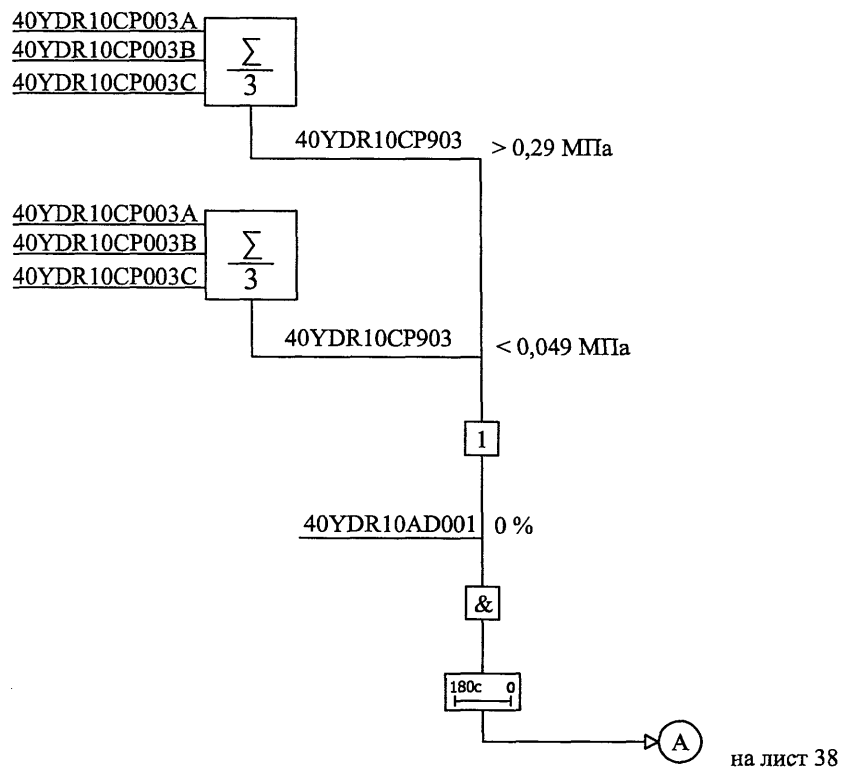 40YDR10CP003A
40YDR10CP003B
40YDR10CP003C
∑
3
40YDR10CP903
> 0,29 МПа
40YDR10CP003A
40YDR10CP003B
40YDR10CP003C
∑
3
40YDR10CP903
< 0,049 МПа
1
40YDR10AD001
0 %
&
180с 0
А
на лист 38